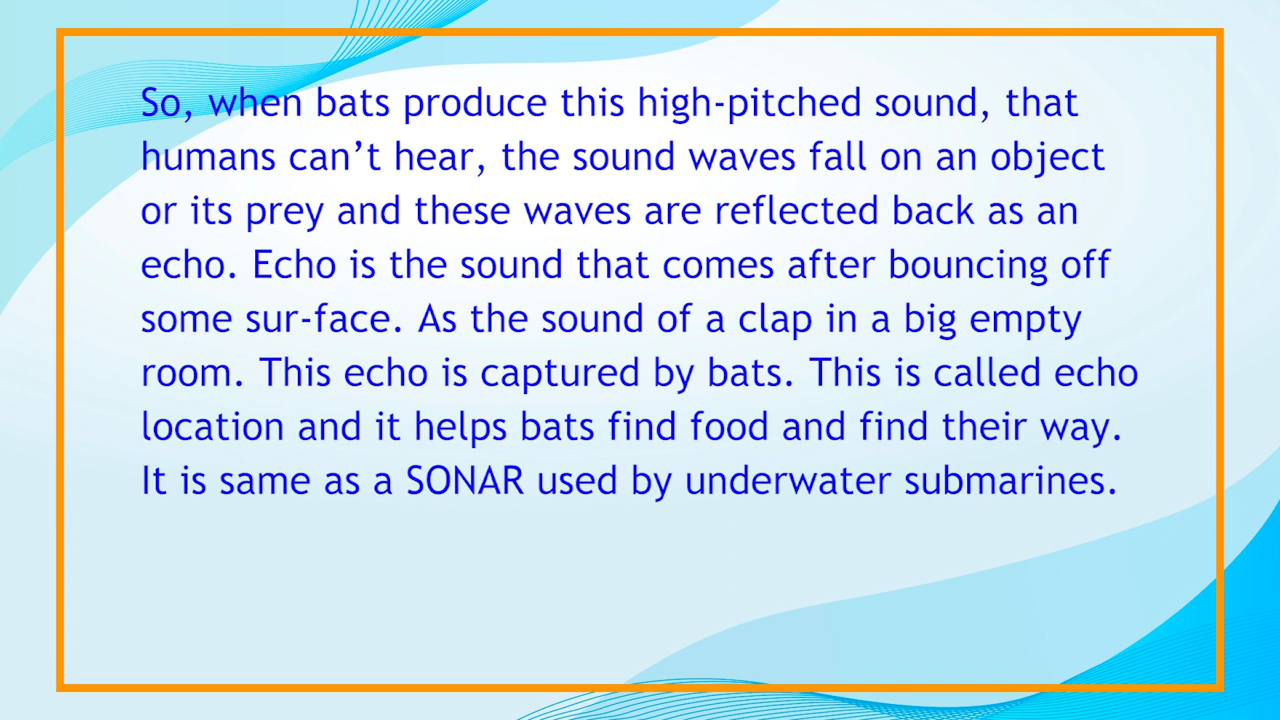 So, when bats produce this high-pitched sound, that
humans can’t hear, the sound waves fall on an object
or its prey and these waves are reflected back as an
echo. Echo is the sound that comes after bouncing off
some sur-face. As the sound of a clap in a big empty
room. This echo is captured by bats. This is called echo
location and it helps bats find food and find their way.
It is same as a SONAR used by underwater submarines.